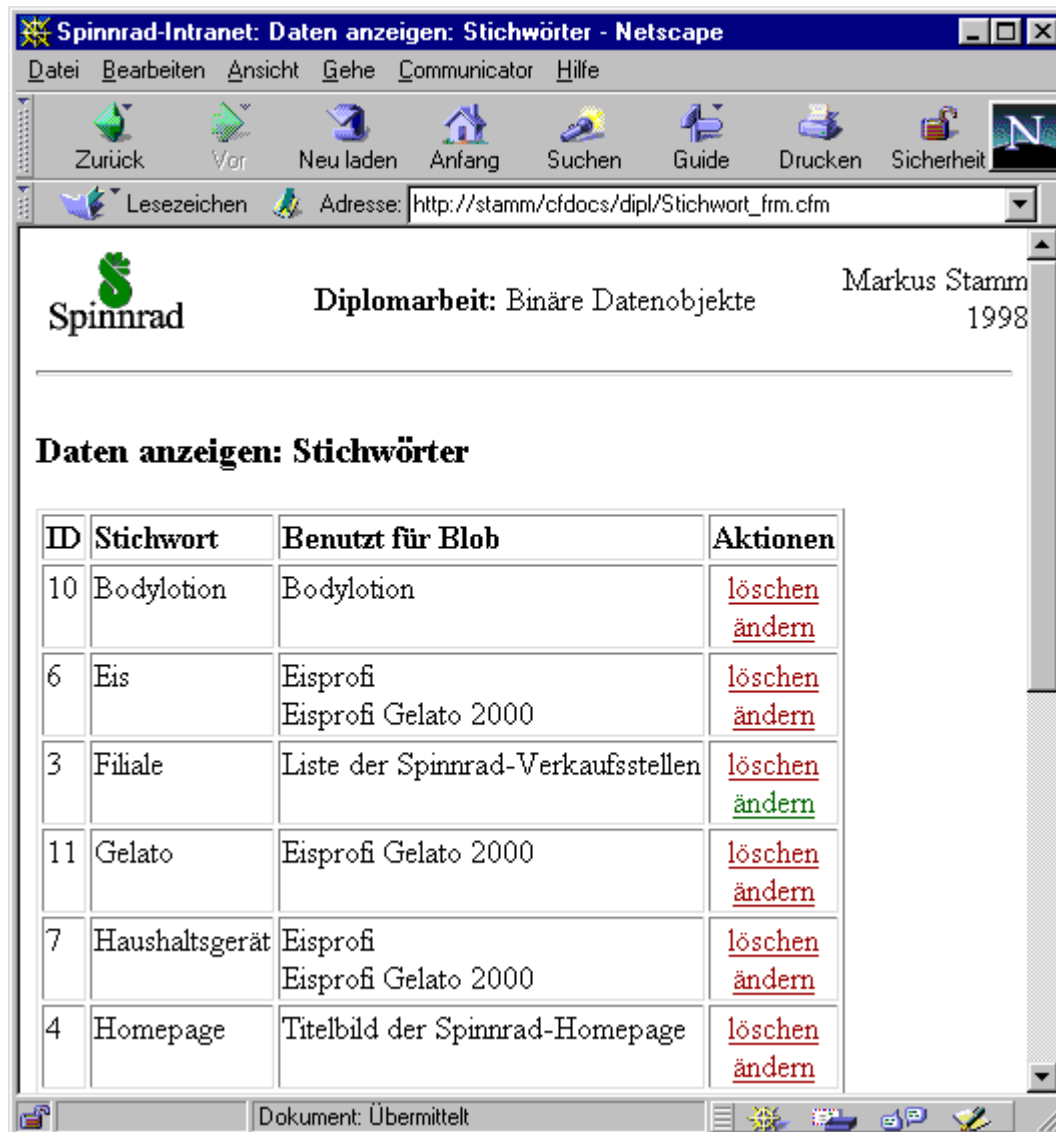 Spinnrad-Intranet: Daten anzeigen: Stichwörter - Netscape
Datei Bearbeiten Ansicht Gehe Communicator Hilfe
Zurück Vor Neu laden Anfang Suchen Guide Drucken Sicherheit N
Lesezeichen Adresse: http://stamm/cfdocs/dipl/Stichwort_frm.cfm
Spinnrad
Diplomarbeit: Binäre Datenobjekte
Markus Stamm
1998
Daten anzeigen: Stichwörter
ID Stichwort Benutzt für Blob Aktionen
10 Bodylotion Bodylotion löschen
ändern
6 Eis Eisprofi löschen
Eisprofi Gelato 2000 ändern
3 Filiale Liste der Spinnrad-Verkaufsstellen löschen
ändern
11 Gelato Eisprofi Gelato 2000 löschen
ändern
7 Haushaltsgerät Eisprofi löschen
Eisprofi Gelato 2000 ändern
4 Homepage Titelbild der Spinnrad-Homepage löschen
ändern
Dokument: Übermittelt